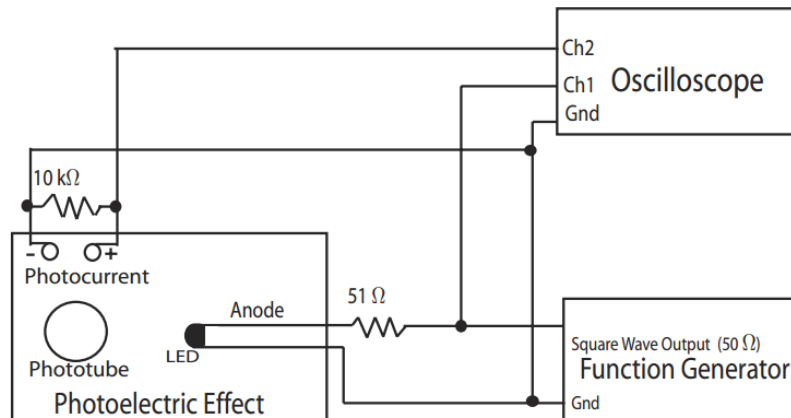 Ch2
Ch1
Oscilloscope
Gnd
10 kΩ
- +
Photocurrent
Anode
51 Ω
LED
Phototube
Photoelectric Effect
Square Wave Output (50 Ω)
Function Generator
Gnd